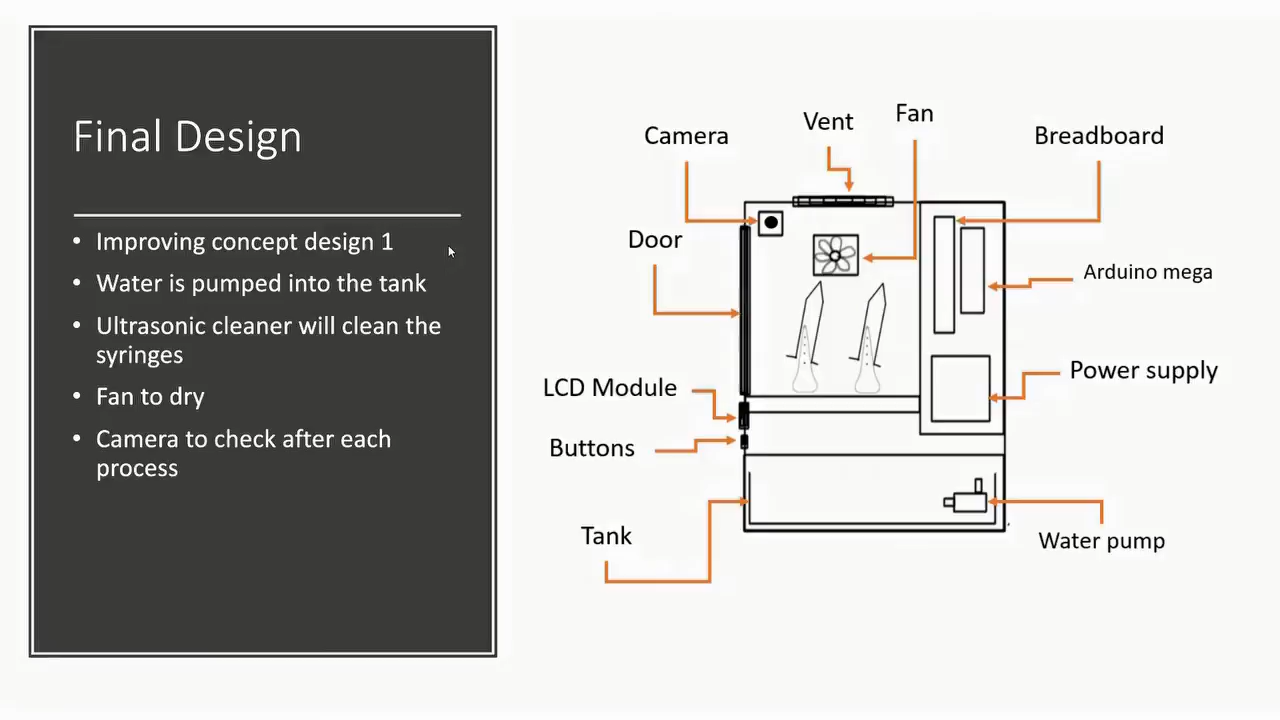 Final Design
• Improving concept design 1
• Water is pumped into the tank
• Ultrasonic cleaner will clean the
syringes
• Fan to dry
• Camera to check after each
process
Camera
Vent
Fan
Breadboard
Door
Arduino mega
LCD Module
Power supply
Buttons
Tank
Water pump